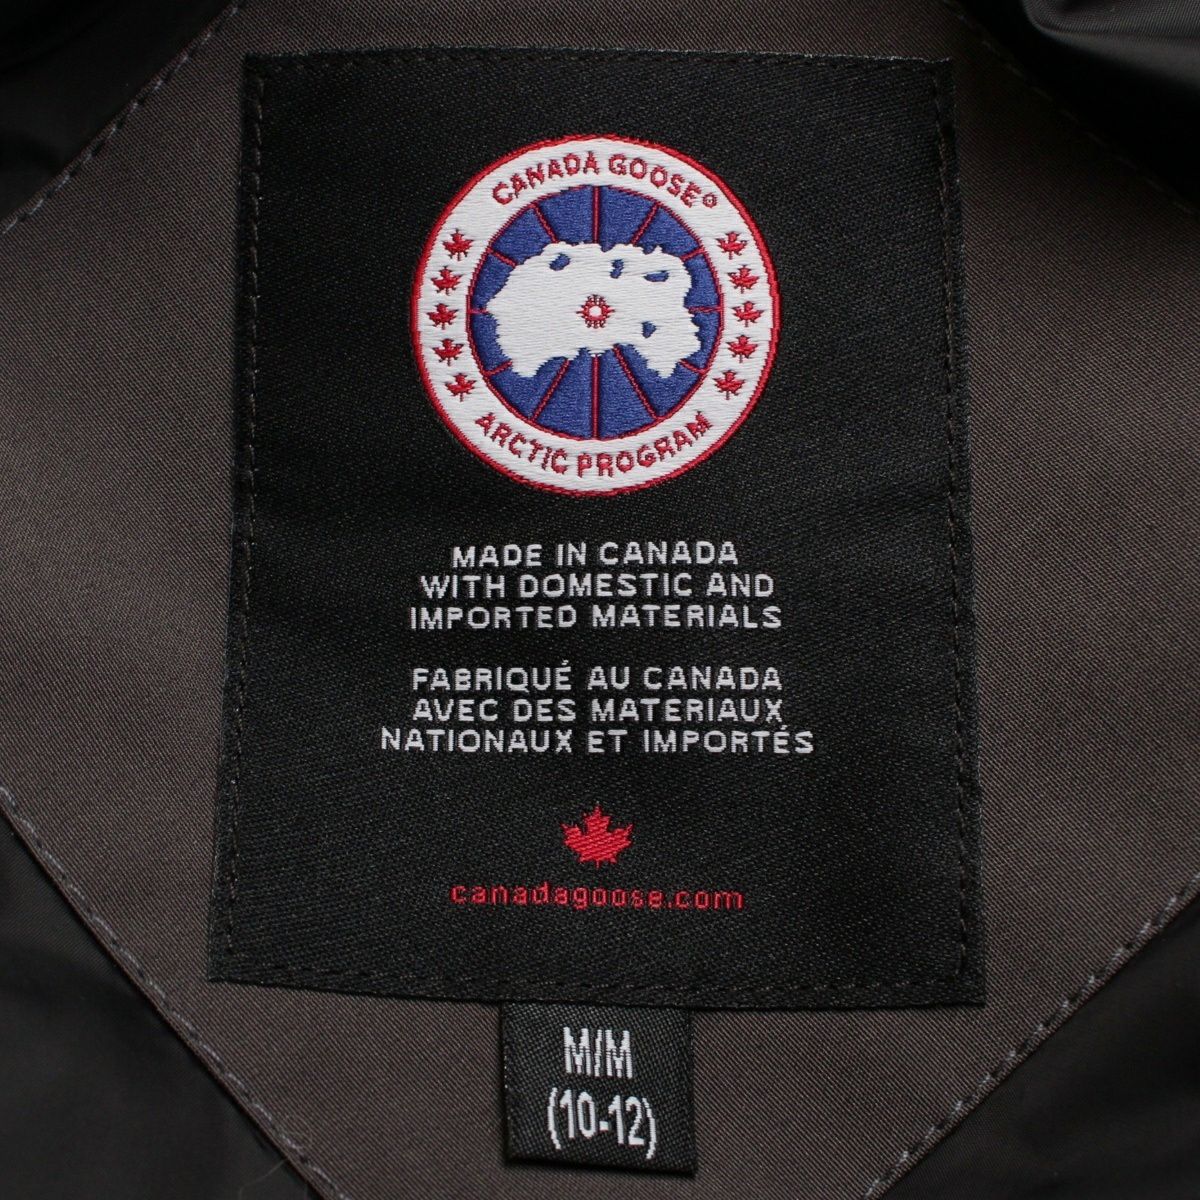 CANADA GOOSE®
ARCTIC PROGRAM
MADE IN CANADA
WITH DOMESTIC AND
IMPORTED MATERIALS
FABRIQUÉ AU CANADA
AVEC DES MATERIAUX
NATIONAUX ET IMPORTÉS
canadagoose.com
M/M
(10-12)